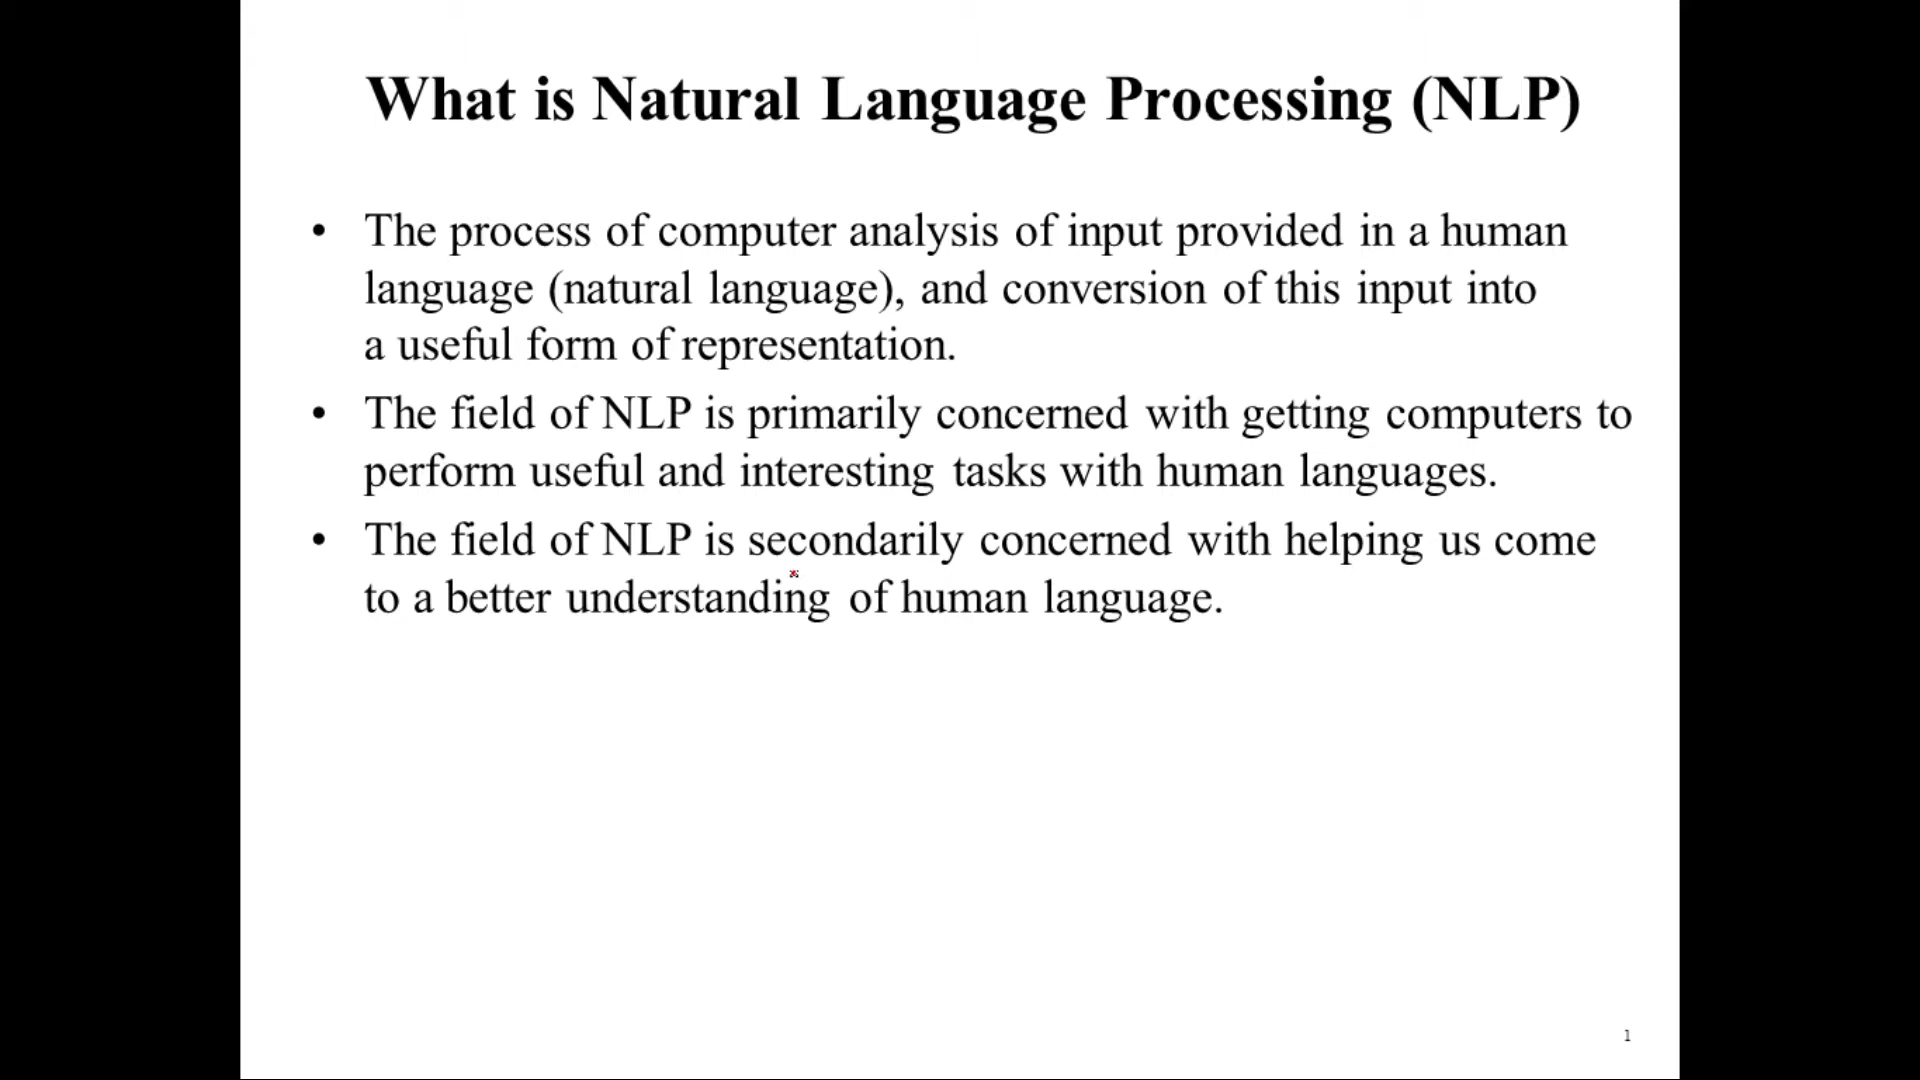 What is Natural Language Processing (NLP)
• The process of computer analysis of input provided in a human
language (natural language), and conversion of this input into
a useful form of representation.
• The field of NLP is primarily concerned with getting computers to
perform useful and interesting tasks with human languages.
• The field of NLP is secondarily concerned with helping us come
to a better understanding of human language.
1